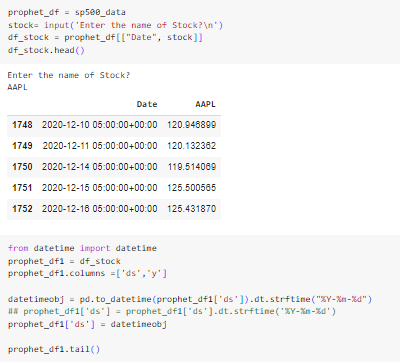 prophet_df = sp500_data
stock= input('Enter the name of Stock?\n')
df_stock = prophet_df[["Date", stock]]
df_stock.head()
Enter the name of Stock?
AAPL
Date AAPL
1748 2020-12-10 05:00:00+00:00 120.946899
1749 2020-12-11 05:00:00+00:00 120.132362
1750 2020-12-14 05:00:00+00:00 119.514069
1751 2020-12-15 05:00:00+00:00 125.500565
1752 2020-12-16 05:00:00+00:00 125.431870
from datetime import datetime
prophet_df1 = df_stock
prophet_df1.columns =['ds','y']
datetimeobj = pd.to_datetime(prophet_df1['ds']).dt.strftime("%Y-%m-%d")
## prophet_df1['ds'] = prophet_df1['ds'].dt.strftime('%Y-%m-%d')
prophet_df1['ds'] = datetimeobj
prophet_df1.tail()